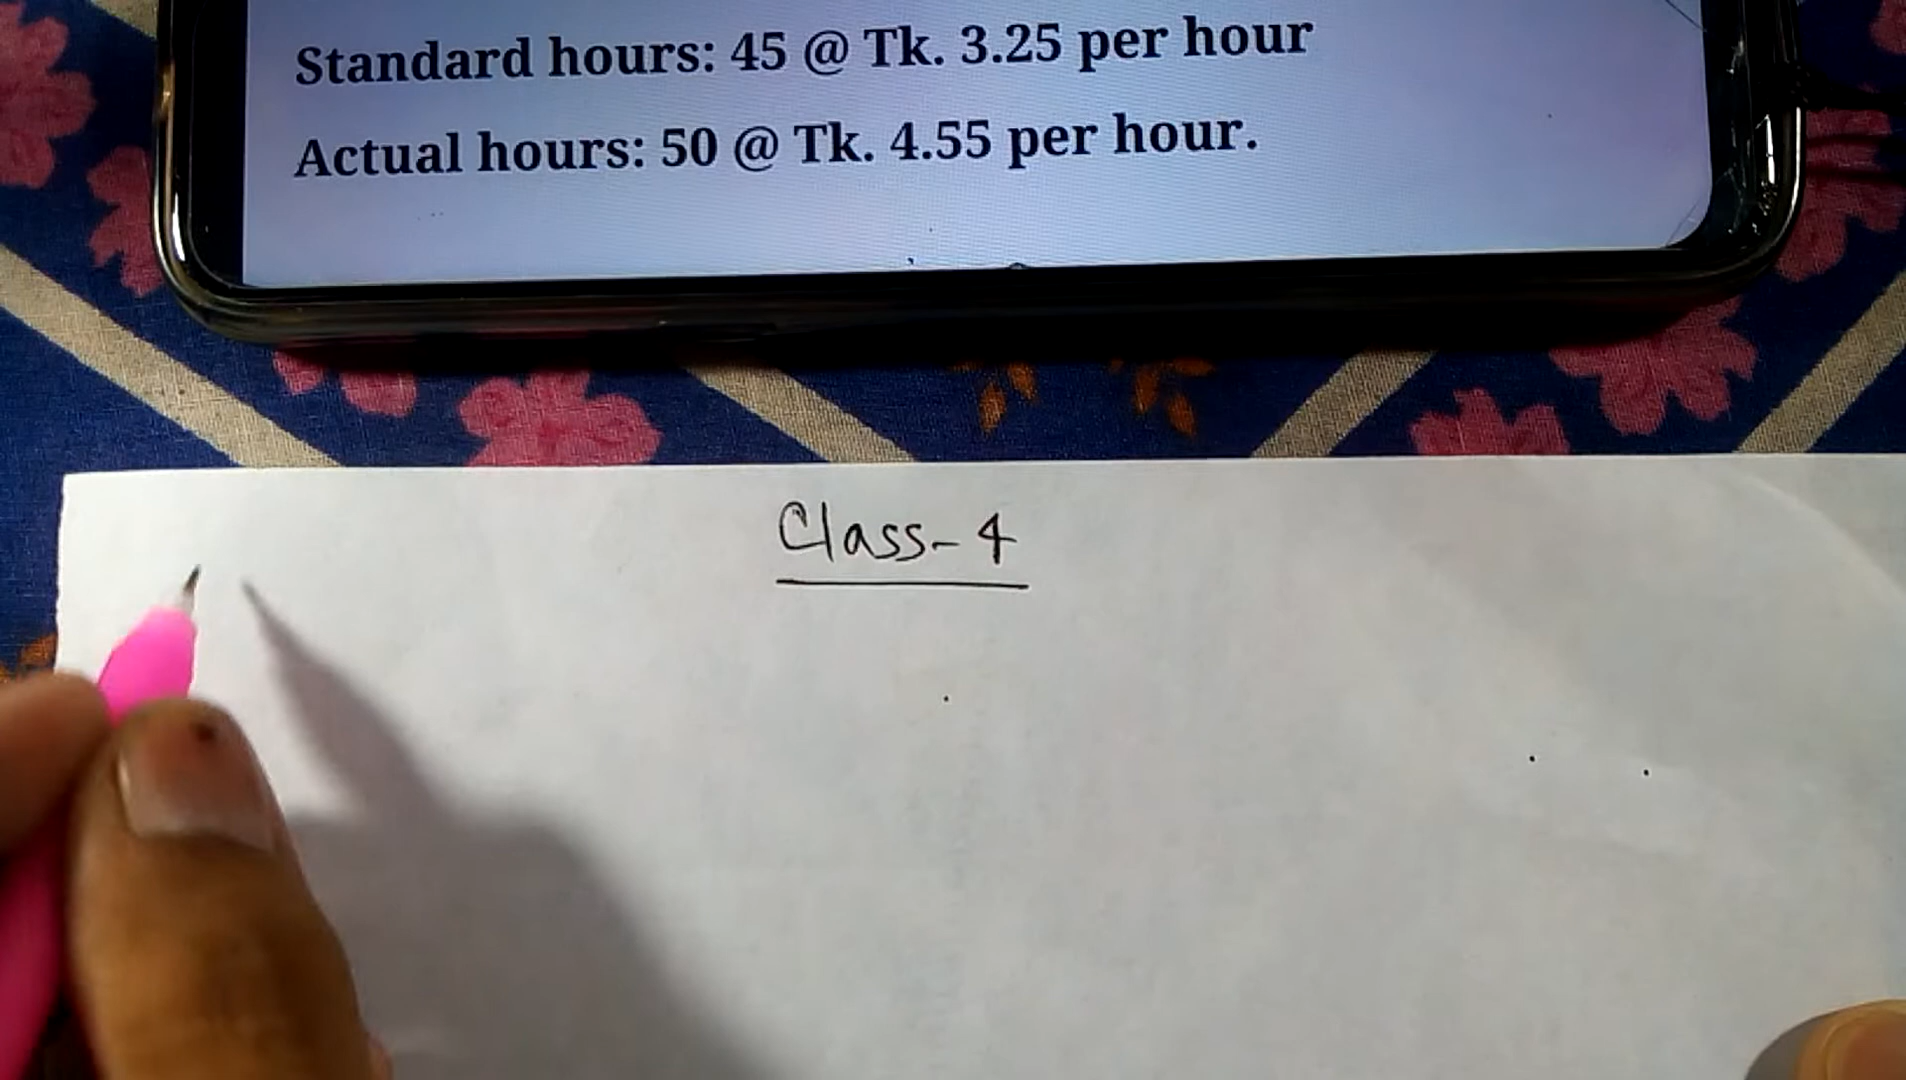 Standard hours: 45 @ Tk. 3.25 per hour
Actual hours: 50 @ Tk. 4.55 per hour.
Class-4